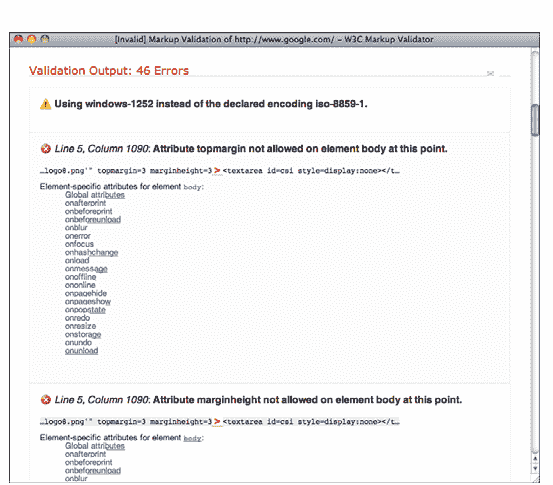 [Invalid] Markup Validation of http://www.google.com/ – W3C Markup Validator
Validation Output: 46 Errors
Using windows-1252 instead of the declared encoding iso-8859-1.
Line 5, Column 1090: Attribute topmargin not allowed on element body at this point.
…logo8.png'" topmargin=3 marginheight=3><textarea id=csi style=display:none></t…
Element-specific attributes for element body:
Global attributes
onafterprint
onbeforeprint
onbeforeunload
onblur
onerror
onfocus
onhashchange
onload
onmessage
onoffline
ononline
onpagehide
onpageshow
onpopstate
onredo
onresize
onstorage
onundo
onunload
Line 5, Column 1090: Attribute marginheight not allowed on element body at this point.
…logo8.png'" topmargin=3 marginheight=3><textarea id=csi style=display:none></t…
Element-specific attributes for element body:
Global attributes
onafterprint
onbeforeprint
onbeforeunload
onblur